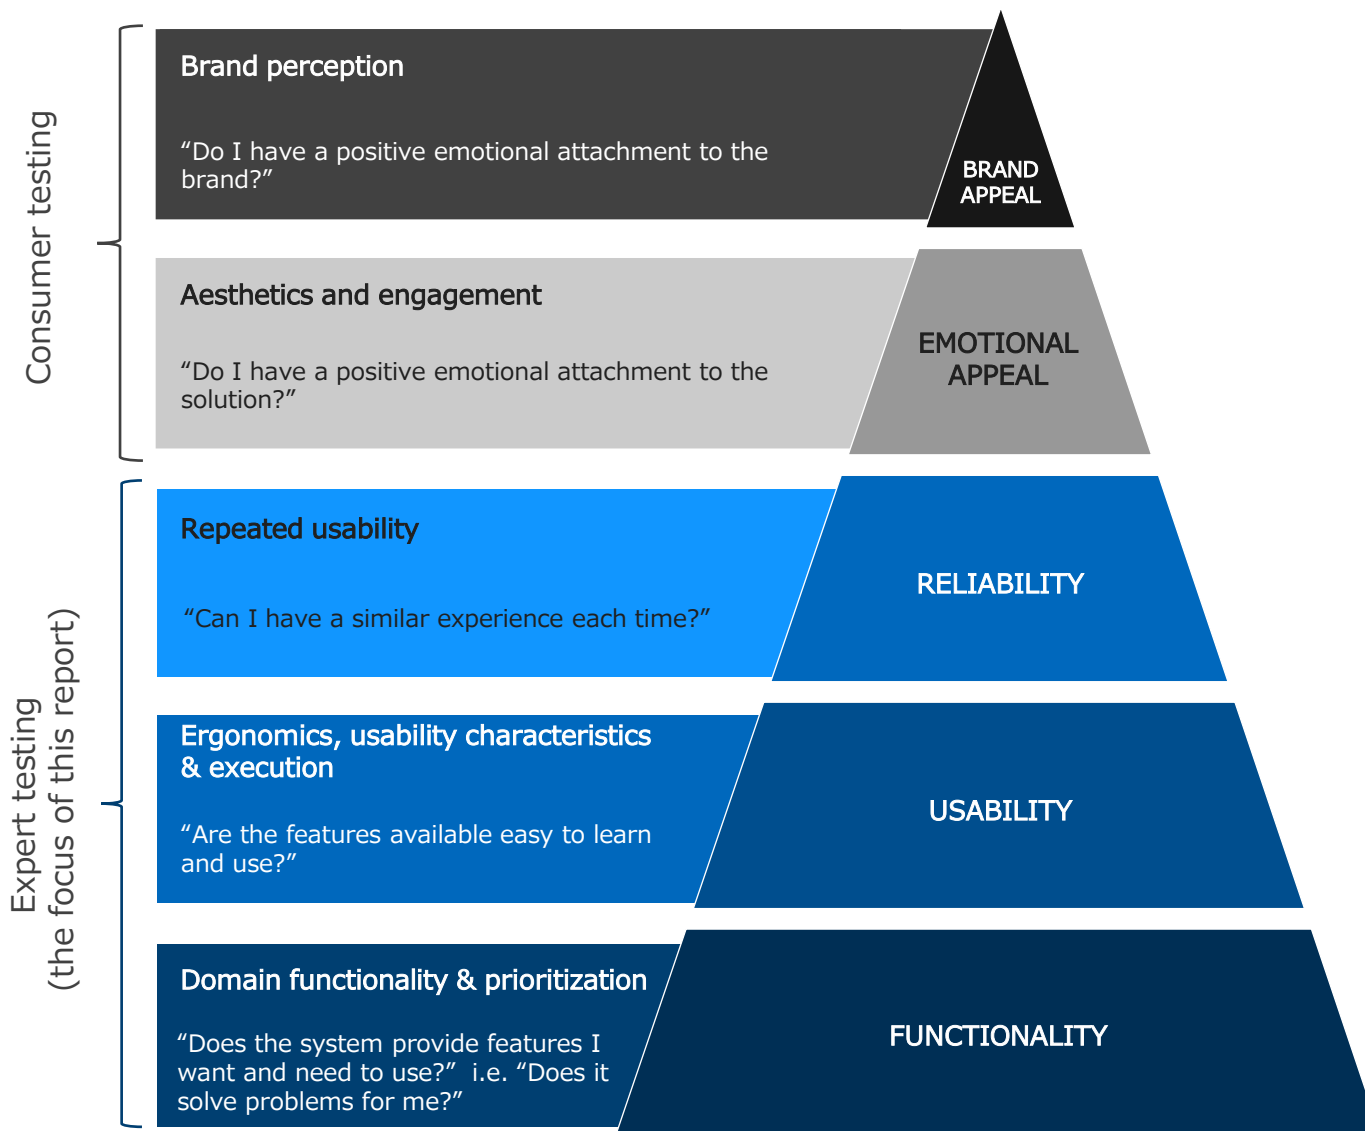 Consumer testing
Brand perception
“Do I have a positive emotional attachment to the
brand?”
BRAND
APPEAL
Aesthetics and engagement
“Do I have a positive emotional attachment to the
solution?”
EMOTIONAL
APPEAL
Expert testing
(the focus of this report)
Repeated usability
“Can I have a similar experience each time?”
RELIABILITY
Ergonomics, usability characteristics
& execution
“Are the features available easy to learn
and use?”
USABILITY
Domain functionality & prioritization
“Does the system provide features I
want and need to use?”  i.e. “Does it
solve problems for me?”
FUNCTIONALITY